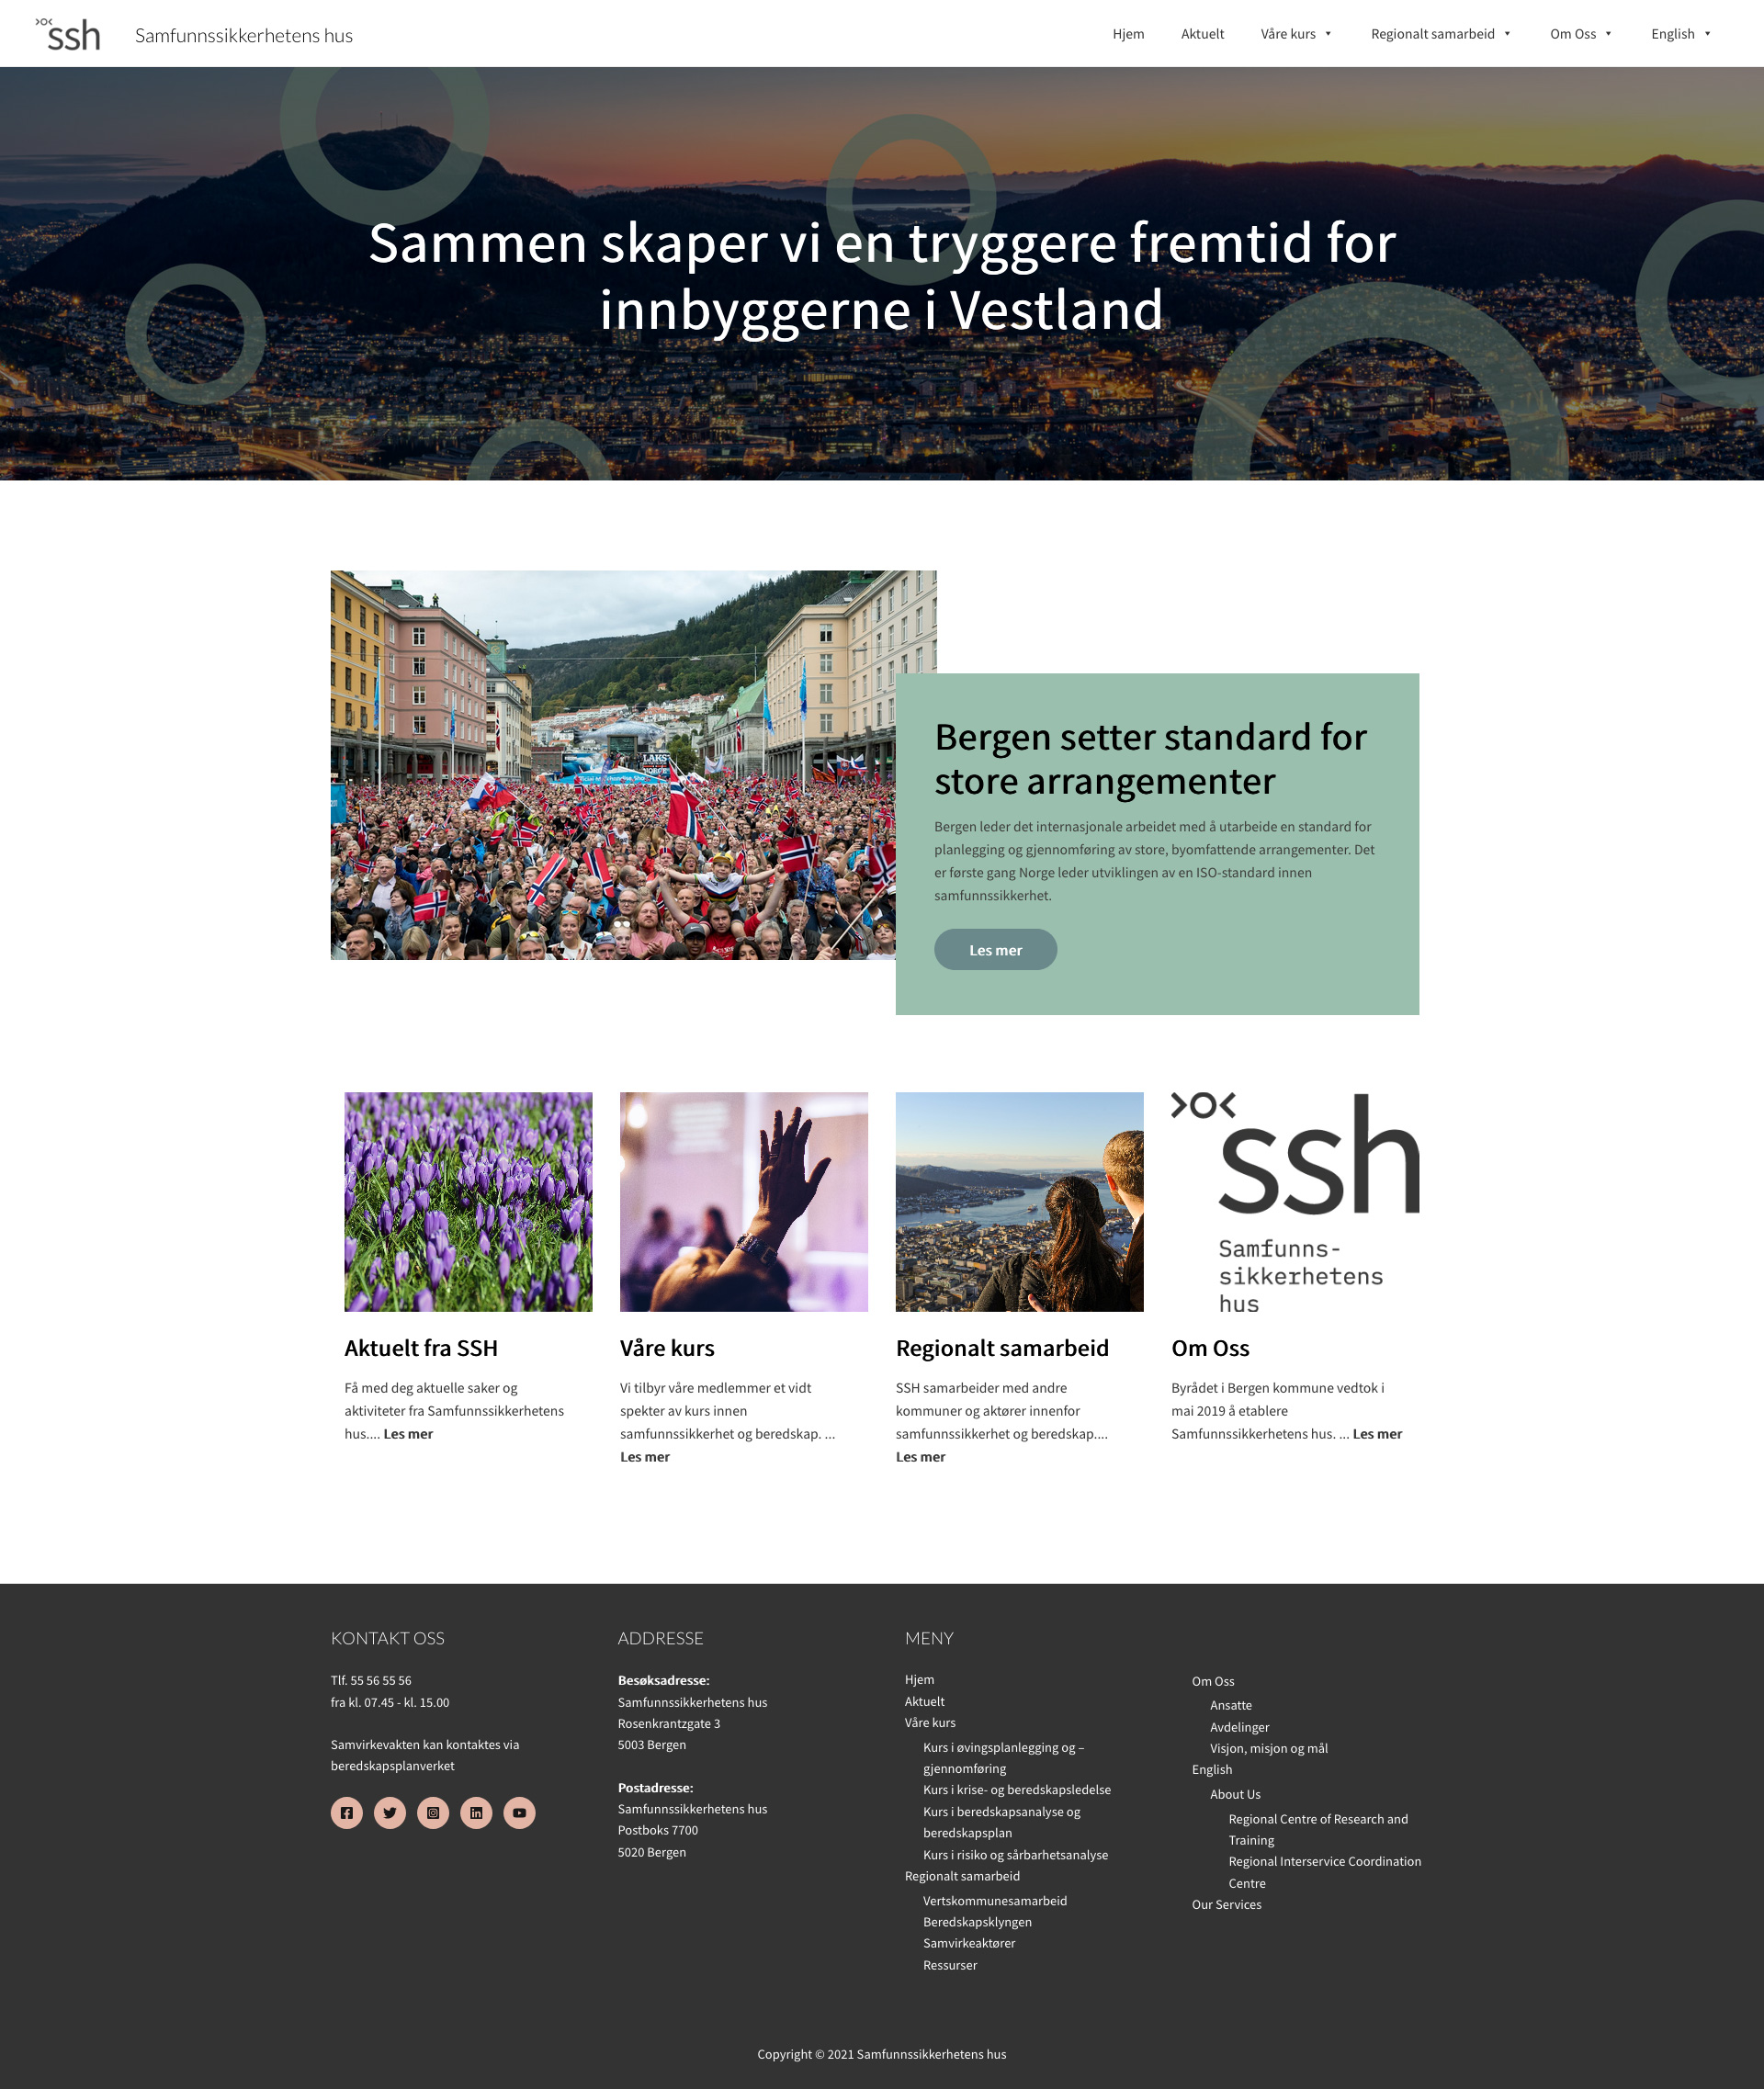 ssh
Samfunnssikkerhetens hus
Hjem
Aktuelt
Våre kurs
Regionalt samarbeid
Om Oss
English
Sammen skaper vi en tryggere fremtid for
innbyggerne i Vestland
Bergen setter standard for
store arrangementer
Bergen leder det internasjonale arbeidet med å utarbeide en standard for
planlegging og gjennomføring av store, byomfattende arrangementer. Det
er første gang Norge leder utviklingen av en ISO-standard innen
samfunnssikkerhet.
Les mer
ssh
Samfunns-
sikkerhetens
hus
Aktuelt fra SSH
Få med deg aktuelle saker og
aktiviteter fra Samfunnssikkerhetens
hus.... Les mer
Våre kurs
Vi tilbyr våre medlemmer et vidt
spekter av kurs innen
samfunnssikkerhet og beredskap. ...
Les mer
Regionalt samarbeid
SSH samarbeider med andre
kommuner og aktører innenfor
samfunnssikkerhet og beredskap....
Les mer
Om Oss
Byrådet i Bergen kommune vedtok i
mai 2019 å etablere
Samfunnssikkerhetens hus. ... Les mer
KONTAKT OSS
Tlf. 55 56 55 56
fra kl. 07.45 - kl. 15.00
Samvirkevakten kan kontaktes via
beredskapsplanverket
ADDRESSE
Besøksadresse:
Samfunnssikkerhetens hus
Rosenkrantzgate 3
5003 Bergen
Postadresse:
Samfunnssikkerhetens hus
Postboks 7700
5020 Bergen
MENY
Hjem
Aktuelt
Våre kurs
Kurs i øvingsplanlegging og –
gjennomføring
Kurs i krise- og beredskapsledelse
Kurs i beredskapsanalyse og
beredskapsplan
Kurs i risiko og sårbarhetsanalyse
Regionalt samarbeid
Vertskommunesamarbeid
Beredskapsklyngen
Samvirkeaktører
Ressurser
Om Oss
Ansatte
Avdelinger
Visjon, misjon og mål
English
About Us
Regional Centre of Research and
Training
Regional Interservice Coordination
Centre
Our Services
Copyright © 2021 Samfunnssikkerhetens hus